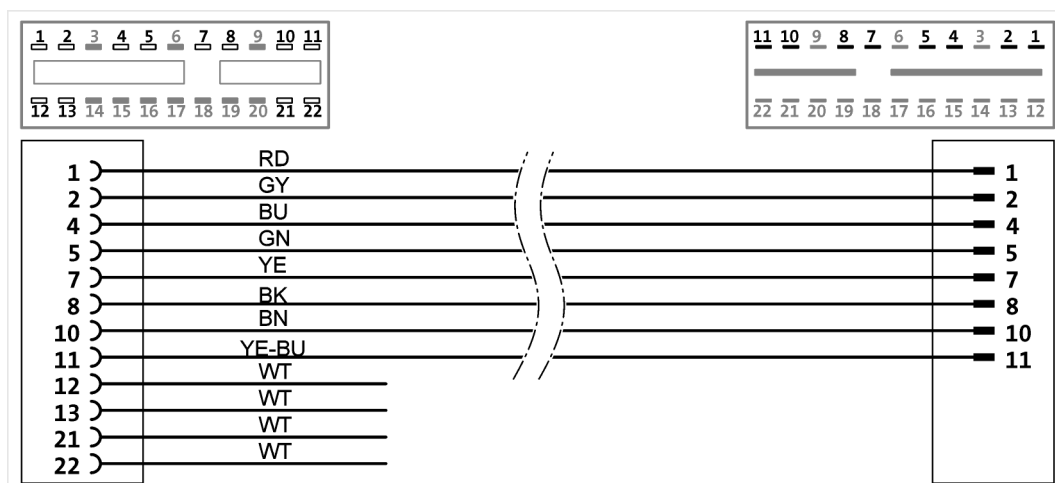 1 2 3 4 5 6 7 8 9 10 11
12 13 14 15 16 17 18 19 20 21 22
11 10 9 8 7 6 5 4 3 2 1
22 21 20 19 18 17 16 15 14 13 12
1 RD 1
2 GY 2
4 BU 4
5 GN 5
7 YE 7
8 BK 8
10 BN 10
11 YE-BU 11
12 WT
13 WT
21 WT
22 WT